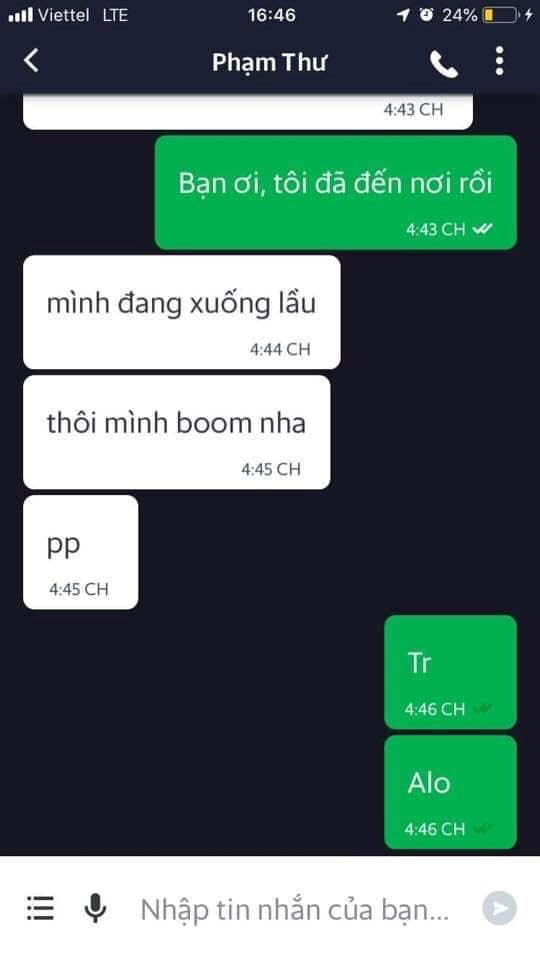 Viettel LTE 16:46 24%
Phạm Thư
4:43 CH
Bạn ơi, tôi đã đến nơi rồi
4:43 CH
mình đang xuống lầu
4:44 CH
thôi mình boom nha
4:45 CH
pp
4:45 CH
Tr
4:46 CH
Alo
4:46 CH
Nhập tin nhắn của bạn...